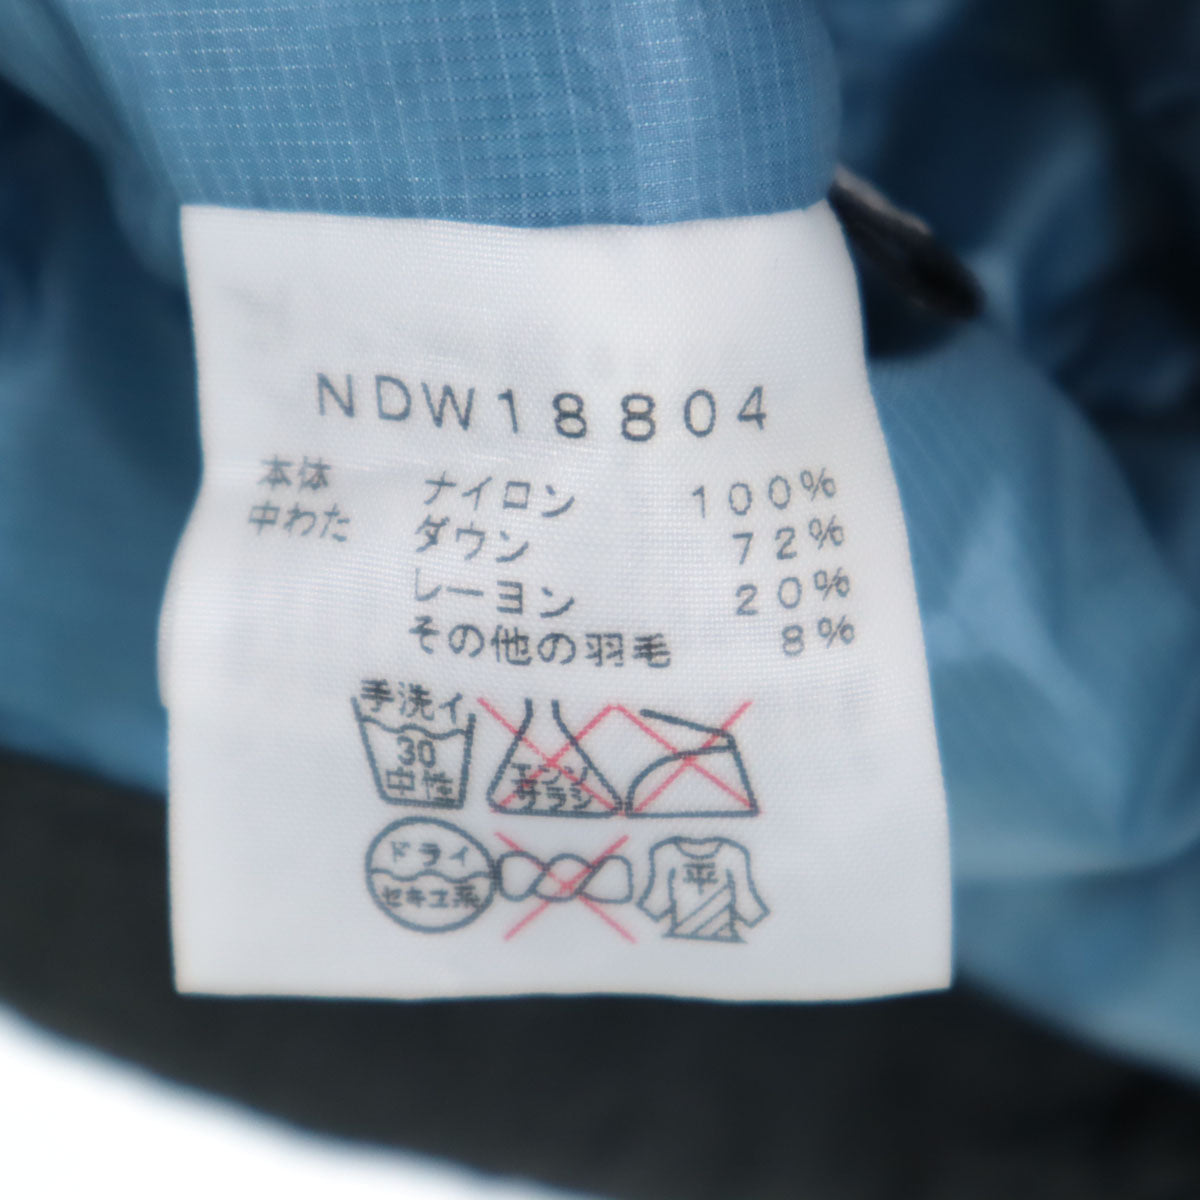 NDW18804
本体 ナイロン 100%
中わた ダウン 72%
レーヨン 20%
その他の羽毛 8%
手洗イ
30
中性
エンソ
サラシ
ドライ
セキユ系
平